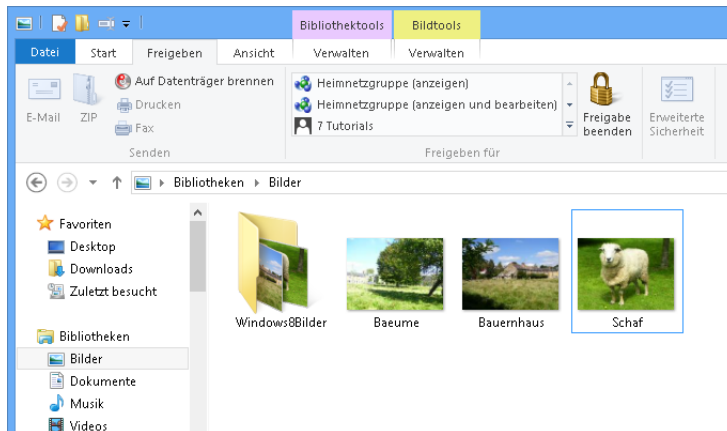 Bibliothektools Bildtools
Datei Start Freigeben Ansicht Verwalten Verwalten
E-Mail
ZIP
Auf Datenträger brennen
Drucken
Fax
Senden
Heimnetzgruppe (anzeigen)
Heimnetzgruppe (anzeigen und bearbeiten)
7 Tutorials
Freigabe
beenden
Freigeben für
Erweiterte
Sicherheit
Bibliotheken Bilder
Favoriten
Desktop
Downloads
Zuletzt besucht
Bibliotheken
Bilder
Dokumente
Musik
Videos
Windows8Bilder Baeume Bauernhaus Schaf